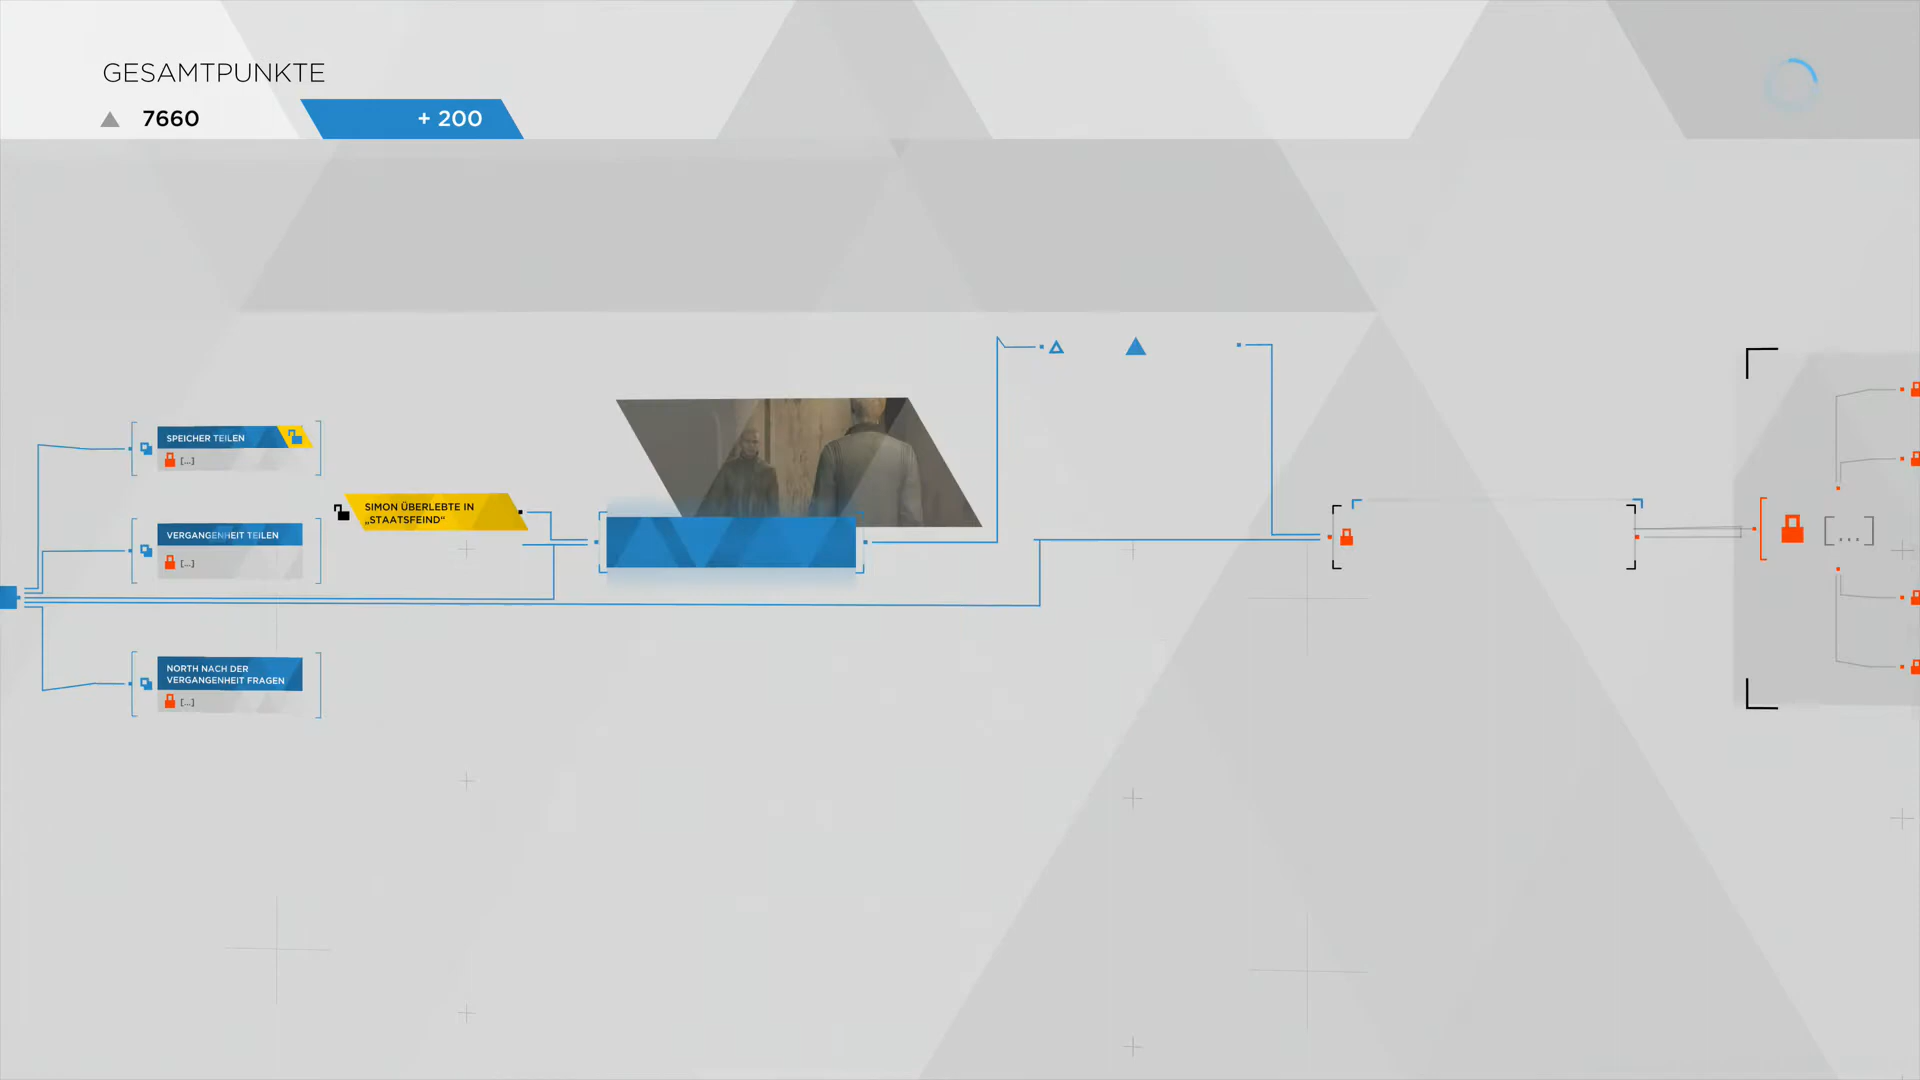 GESAMTPUNKTE
7660
+ 200
SPEICHER TEILEN
[...]
SIMON ÜBERLEBTE IN
„STAATSFEIND“
VERGANGENHEIT TEILEN
[...]
[...]
NORTH NACH DER
VERGANGENHEIT FRAGEN
[...]